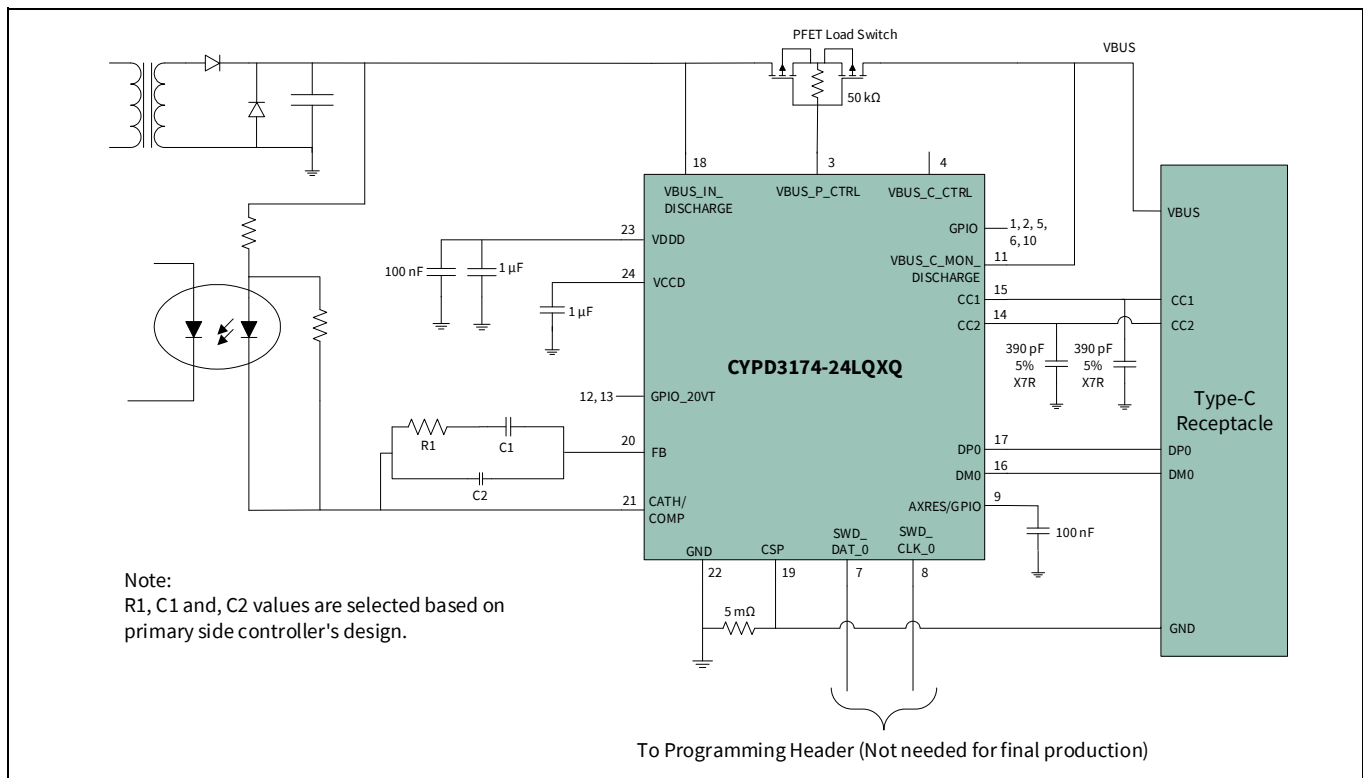 PFET Load Switch
VBUS
50 kΩ
18
3
4
VBUS_IN_
DISCHARGE
VBUS_P_CTRL
VBUS_C_CTRL
VBUS
23
VDDD
GPIO
1, 2, 5,
6, 10
100 nF
1 µF
24
VCCD
VBUS_C_MON_
DISCHARGE
11
1 µF
CC1
15
CC1
CC2
14
CC2
390 pF
5%
X7R
390 pF
5%
X7R
CYPD3174-24LQXQ
Type-C
Receptacle
12, 13
GPIO_20VT
R1
C1
C2
20
FB
DP0
17
DP0
DM0
16
DM0
21
CATH/
COMP
AXRES/GPIO
9
100 nF
GND
CSP
SWD_
DAT_0
SWD_
CLK_0
22
19
7
8
5 mΩ
GND
Note:
R1, C1 and, C2 values are selected based on
primary side controller's design.
To Programming Header (Not needed for final production)